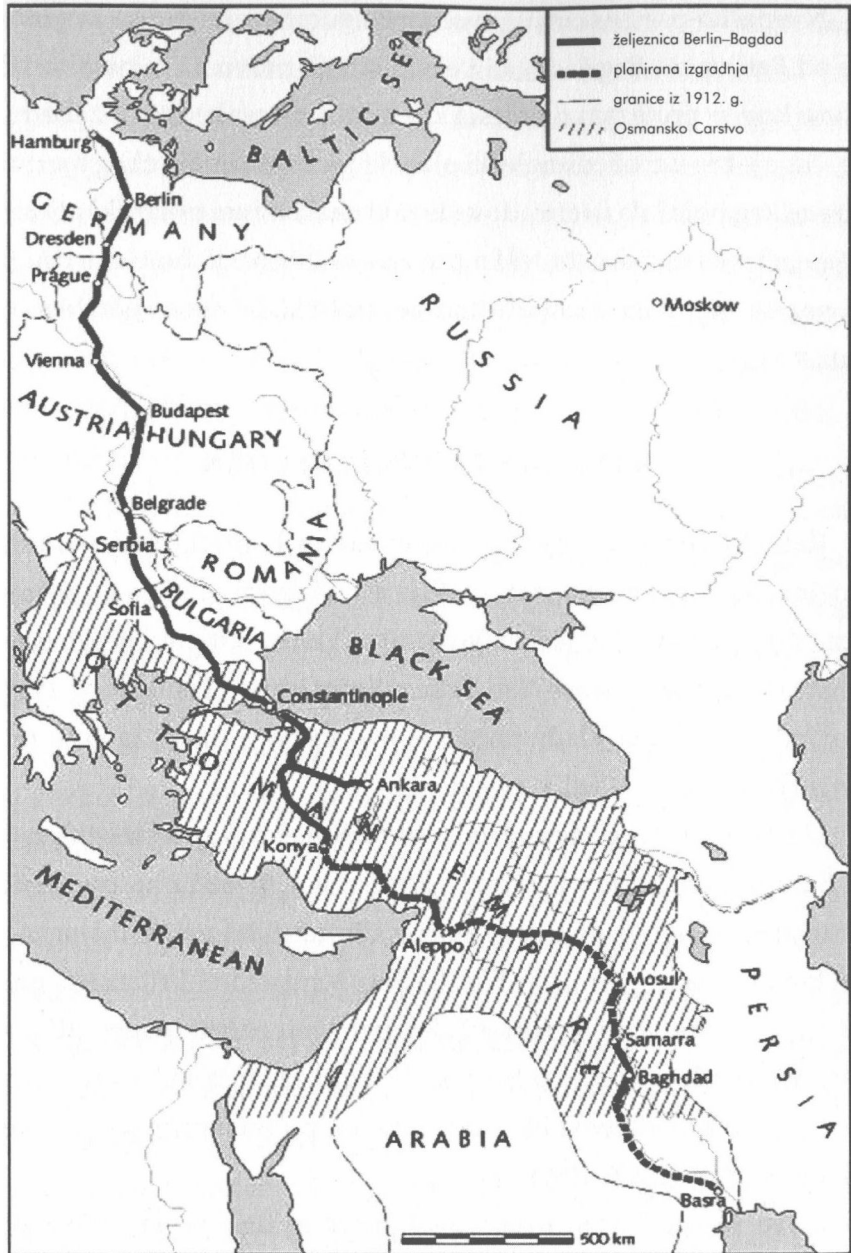 željeznica Berlin–Bagdad
planirana izgradnja
granice iz 1912. g.
Osmansko Carstvo
BALTIC SEA
Hamburg
Berlin
GERMANY
Dresden
Prague
Moskow
RUSSIA
Vienna
Budapest
AUSTRIA HUNGARY
Belgrade
Serbia
ROMANIA
Sofia
BULGARIA
BLACK SEA
Constantinople
OTTOMAN EMPIRE
Ankara
Konya
MEDITERRANEAN
Aleppo
Mosul
PERSIA
Samarra
Baghdad
ARABIA
Basra
500 km